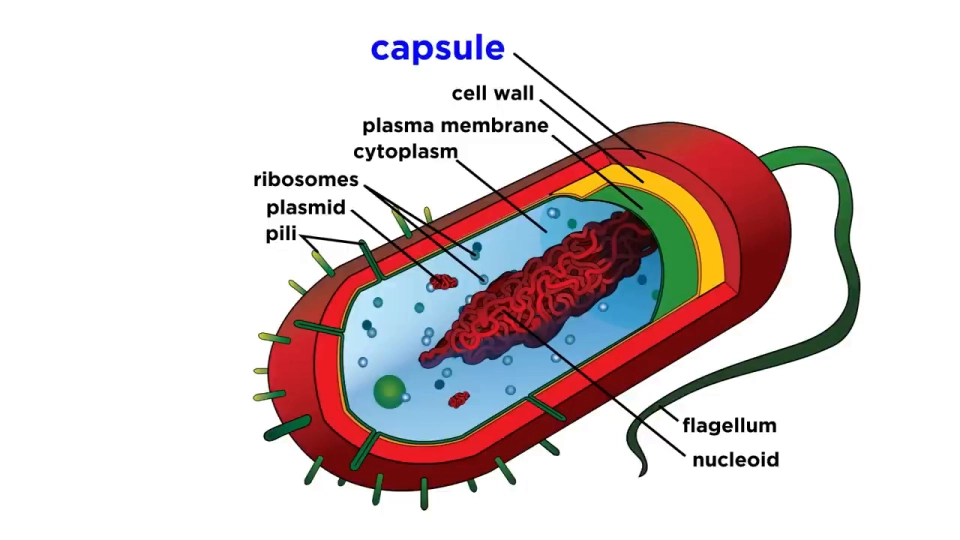 capsule
cell wall
plasma membrane
cytoplasm
ribosomes
plasmid
pili
flagellum
nucleoid